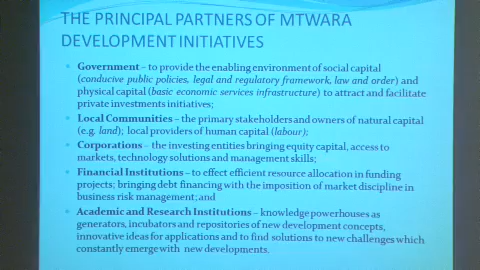 THE PRINCIPAL PARTNERS OF MTWARA
DEVELOPMENT INITIATIVES
• Government – to provide the enabling environment of social capital
(conducive public policies, legal and regulatory framework, law and order) and
physical capital (basic economic services infrastructure) to attract and facilitate
private investments initiatives;
• Local Communities – the primary stakeholders and owners of natural capital
(e.g. land); local providers of human capital (labour);
• Corporations – the investing entities bringing equity capital, access to
markets, technology solutions and management skills;
• Financial Institutions – to effect efficient resource allocation in funding
projects; bringing debt financing with the imposition of market discipline in
business risk management; and
• Academic and Research Institutions – knowledge powerhouses as
generators, incubators and repositories of new development concepts,
innovative ideas for applications and to find solutions to new challenges which
constantly emerge with new developments.